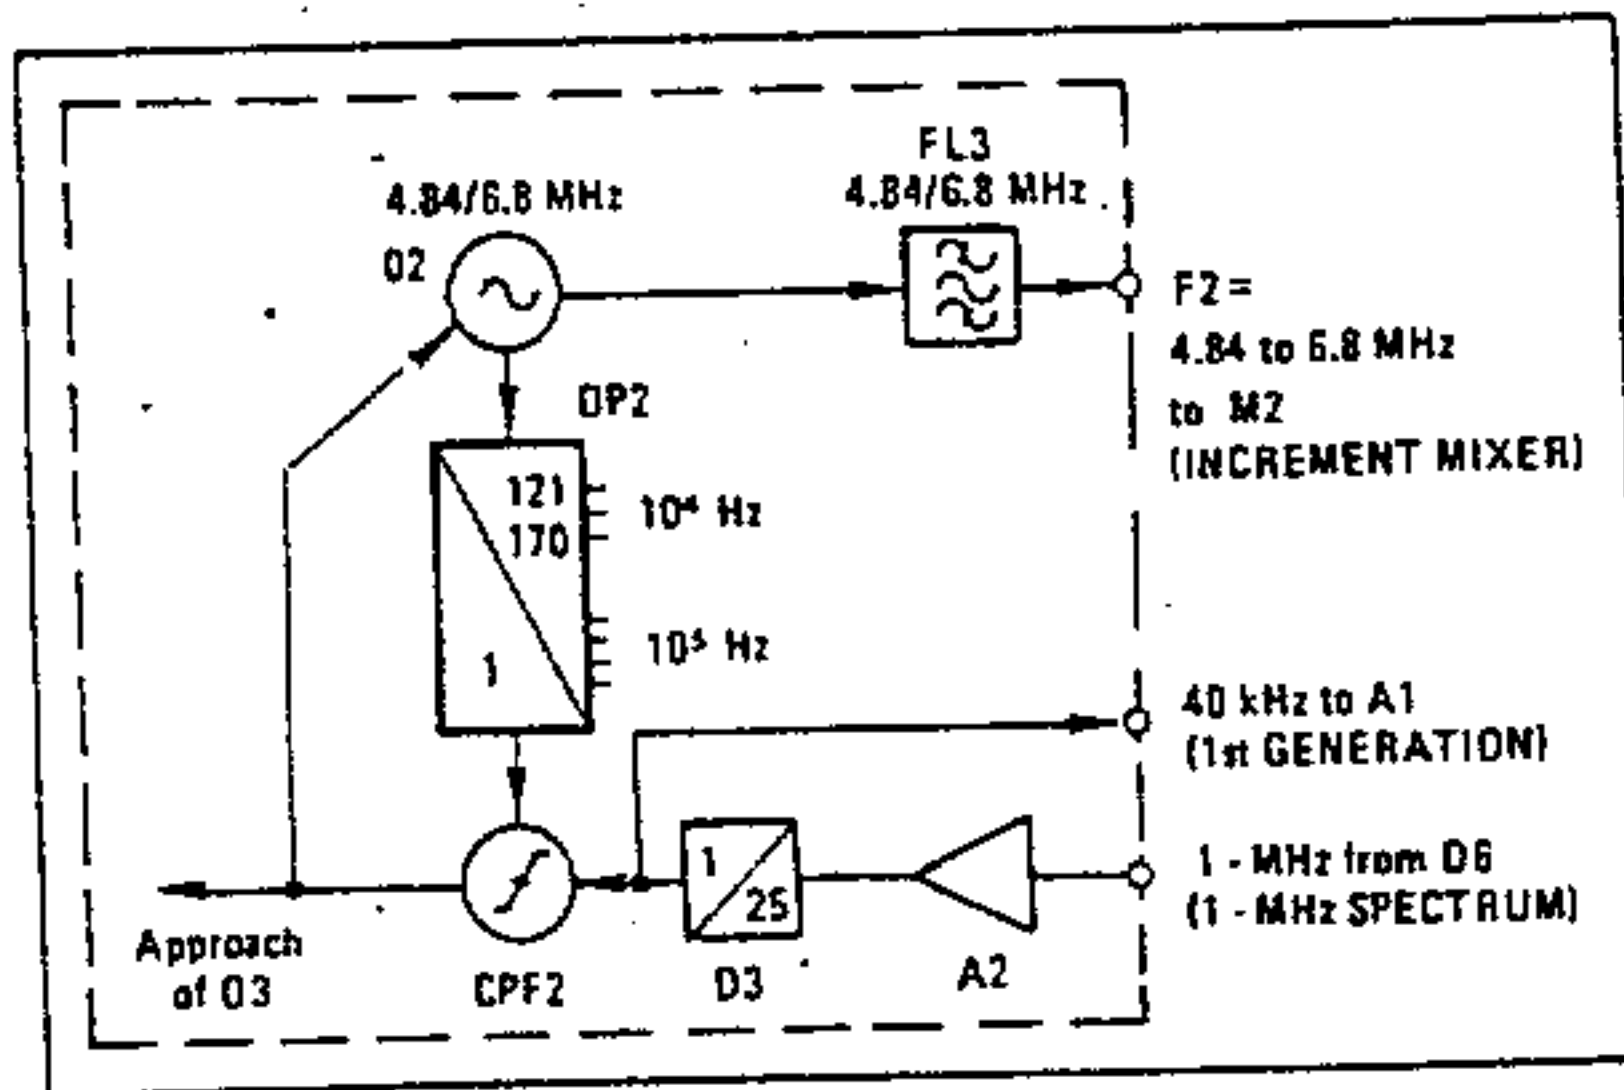 FL3
4.84/6.8 MHz
4.84/6.8 MHz
02
F2 =
4.84 to 6.8 MHz
to M2
(INCREMENT MIXER)
DP2
121
170
10⁴ Hz
1
10⁵ Hz
40 kHz to A1
(1st GENERATION)
1 - MHz from D6
(1 - MHz SPECTRUM)
1
25
Approach
of 03
CPF2
D3
A2